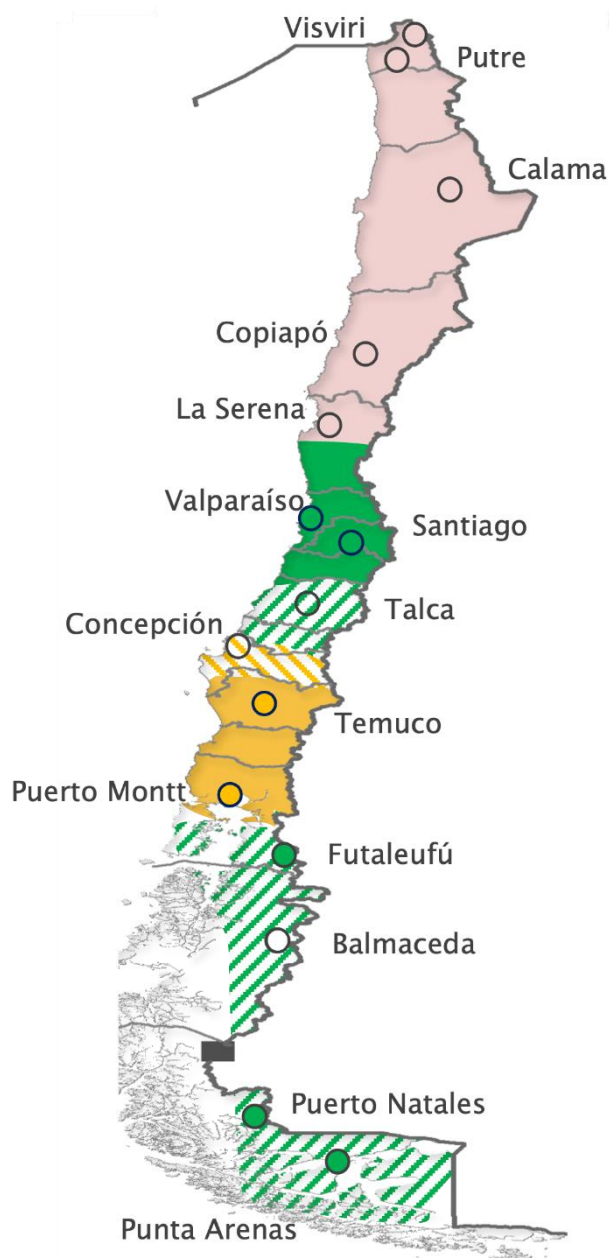 Visviri
Putre
Calama
Copiapó
La Serena
Valparaíso
Santiago
Talca
Concepción
Temuco
Puerto Montt
Futaleufú
Balmaceda
Puerto Natales
Punta Arenas